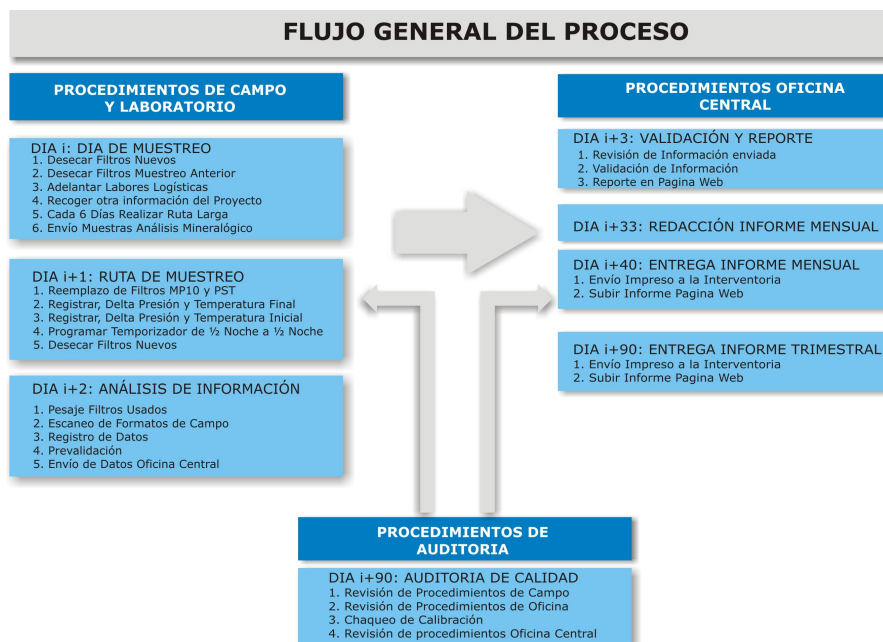 FLUJO GENERAL DEL PROCESO
PROCEDIMIENTOS DE CAMPO
Y LABORATORIO
DIA i: DIA DE MUESTREO
1. Desecar Filtros Nuevos
2. Desecar Filtros Muestreo Anterior
3. Adelantar Labores Logísticas
4. Recoger otra información del Proyecto
5. Cada 6 Días Realizar Ruta Larga
6. Envío Muestras Análisis Mineralógico
DIA i+1: RUTA DE MUESTREO
1. Reemplazo de Filtros MP10 y PST
2. Registrar, Delta Presión y Temperatura Final
3. Registrar, Delta Presión y Temperatura Inicial
4. Programar Temporizador de ½ Noche a ½ Noche
5. Desecar Filtros Nuevos
DIA i+2: ANÁLISIS DE INFORMACIÓN
1. Pesaje Filtros Usados
2. Escaneo de Formatos de Campo
3. Registro de Datos
4. Prevalidación
5. Envío de Datos Oficina Central
PROCEDIMIENTOS OFICINA
CENTRAL
DIA i+3: VALIDACIÓN Y REPORTE
1. Revisión de Información enviada
2. Validación de Información
3. Reporte en Pagina Web
DIA i+33: REDACCIÓN INFORME MENSUAL
DIA i+40: ENTREGA INFORME MENSUAL
1. Envío Impreso a la Interventoria
2. Subir Informe Pagina Web
DIA i+90: ENTREGA INFORME TRIMESTRAL
1. Envío Impreso a la Interventoria
2. Subir Informe Pagina Web
PROCEDIMIENTOS DE
AUDITORIA
DIA i+90: AUDITORIA DE CALIDAD
1. Revisión de Procedimientos de Campo
2. Revisión de Procedimientos de Oficina
3. Chaqueo de Calibración
4. Revisión de procedimientos Oficina Central